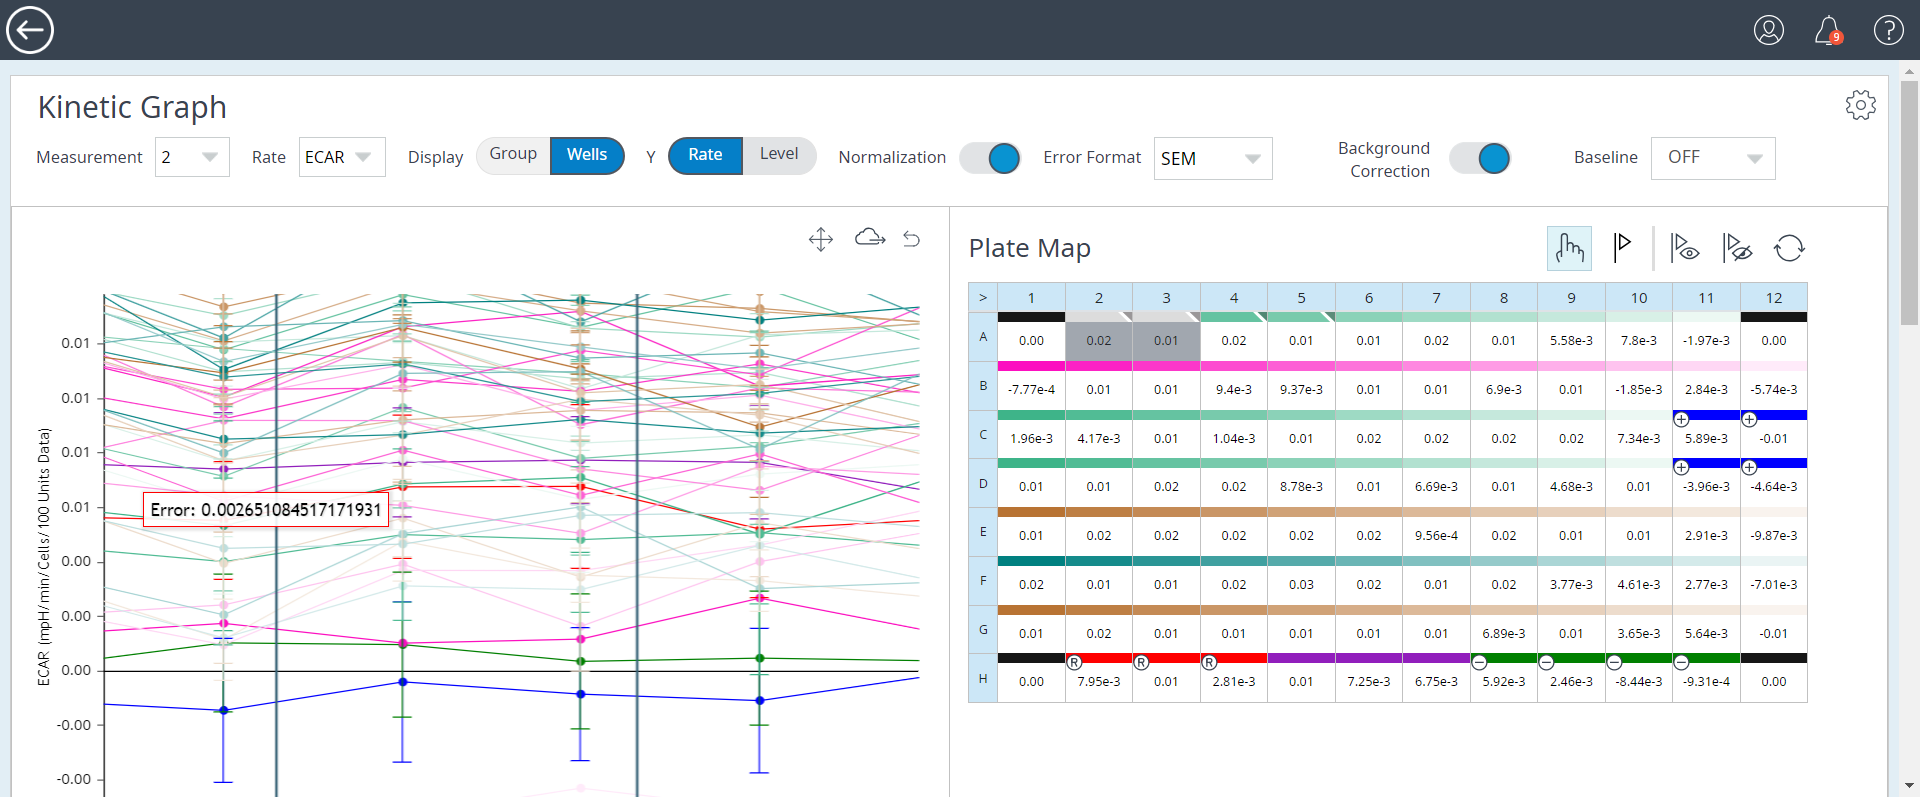 9
Kinetic Graph
Measurement 2 Rate ECAR Display Group Wells Y Rate Level Normalization Error Format SEM Background Correction Baseline OFF
Plate Map
ECAR (mpH/min/Cells/100 Units Data)
0.01
0.01
0.01
0.01
0.00
0.00
0.00
-0.00
-0.00
Error: 0.002651084517171931
> 1 2 3 4 5 6 7 8 9 10 11 12
A 0.00 0.02 0.01 0.02 0.01 0.01 0.02 0.01 5.58e-3 7.8e-3 -1.97e-3 0.00
B -7.77e-4 0.01 0.01 9.4e-3 9.37e-3 0.01 0.01 6.9e-3 0.01 -1.85e-3 2.84e-3 -5.74e-3
C 1.96e-3 4.17e-3 0.01 1.04e-3 0.01 0.02 0.02 0.02 0.02 7.34e-3 5.89e-3 -0.01
D 0.01 0.01 0.02 0.02 8.78e-3 0.01 6.69e-3 0.01 4.68e-3 0.01 -3.96e-3 -4.64e-3
E 0.01 0.02 0.02 0.02 0.02 0.02 9.56e-4 0.02 0.01 0.01 2.91e-3 -9.87e-3
F 0.02 0.01 0.01 0.02 0.03 0.02 0.01 0.02 3.77e-3 4.61e-3 2.77e-3 -7.01e-3
G 0.01 0.02 0.01 0.01 0.01 0.01 0.01 6.89e-3 0.01 3.65e-3 5.64e-3 -0.01
R R R
H 0.00 7.95e-3 0.01 2.81e-3 0.01 7.25e-3 6.75e-3 5.92e-3 2.46e-3 -8.44e-3 -9.31e-4 0.00